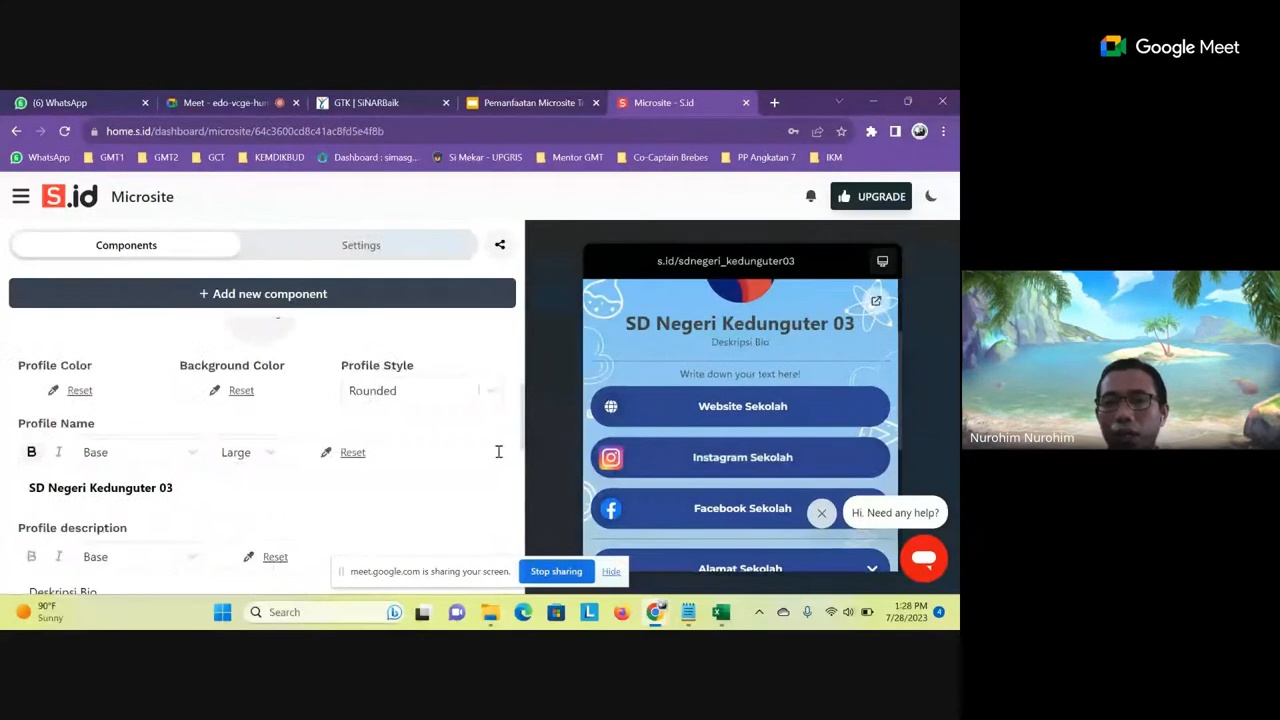 Google Meet
(6) WhatsApp
Meet - edo-vcge-hun
GTK | SiNARBaik
Pemanfaatan Microsite Ti
Microsite - S.id
home.s.id/dashboard/microsite/64c3600cd8c41ac8fd5e4f8b
WhatsApp
GMT1
GMT2
GCT
KEMDIKBUD
Dashboard : simasg...
Si Mekar - UPGRIS
Mentor GMT
Co-Captain Brebes
PP Angkatan 7
IKM
S.id
Microsite
UPGRADE
Components
Settings
+ Add new component
Profile Color
Background Color
Profile Style
Reset
Reset
Rounded
Profile Name
B
I
Base
Large
Reset
SD Negeri Kedunguter 03
Profile description
B
I
Base
Reset
Deskripsi Bio
s.id/sdnegeri_kedunguter03
SD Negeri Kedunguter 03
Deskripsi Bio
Write down your text here!
Website Sekolah
Instagram Sekolah
Facebook Sekolah
Alamat Sekolah
Hi. Need any help?
meet.google.com is sharing your screen.
Stop sharing
Hide
Nurohim Nurohim
90°F
Sunny
Search
L
1:28 PM
7/28/2023
4